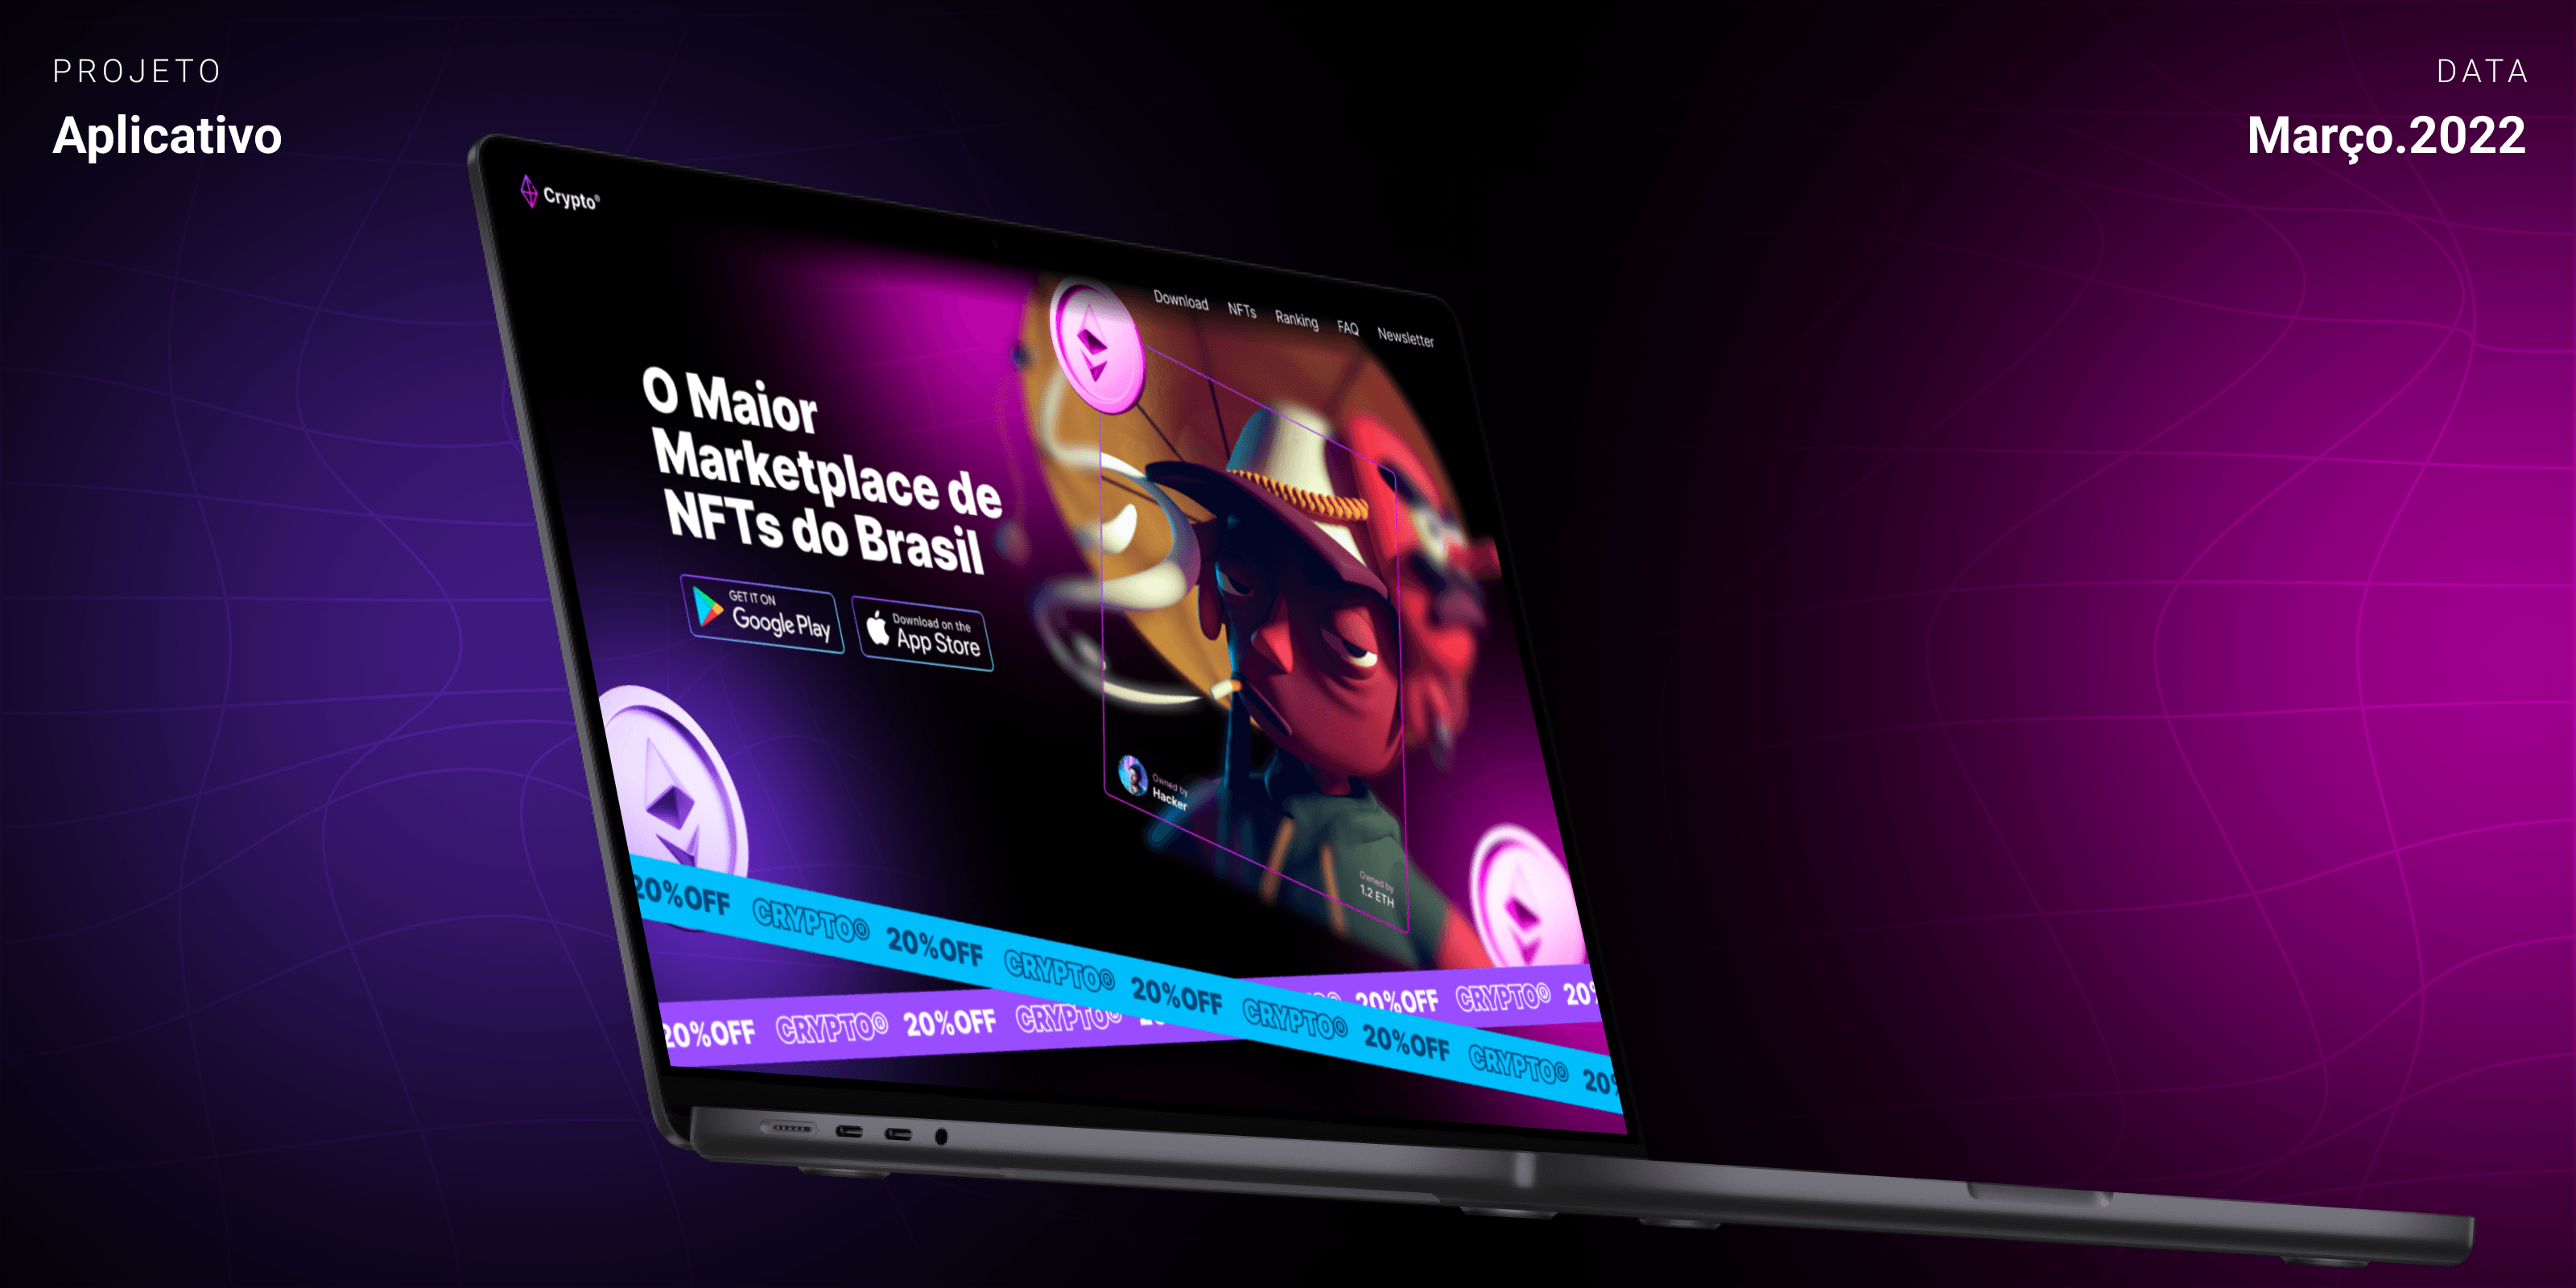 PROJETO
Aplicativo
DATA
Março.2022
Crypto®
Download NFTs Ranking FAQ Newsletter
O Maior
Marketplace de
NFTs do Brasil
GET IT ON
Google Play
Download on the
App Store
Owned by
Hacker
Owned by
1.2 ETH
20%OFF CRYPTO® 20%OFF CRYPTO® 20%OFF CRYPTO® 20%OFF CRYPTO® 20%
20%OFF CRYPTO® 20%OFF CRYPTO® 20%OFF CRYPTO® 20%